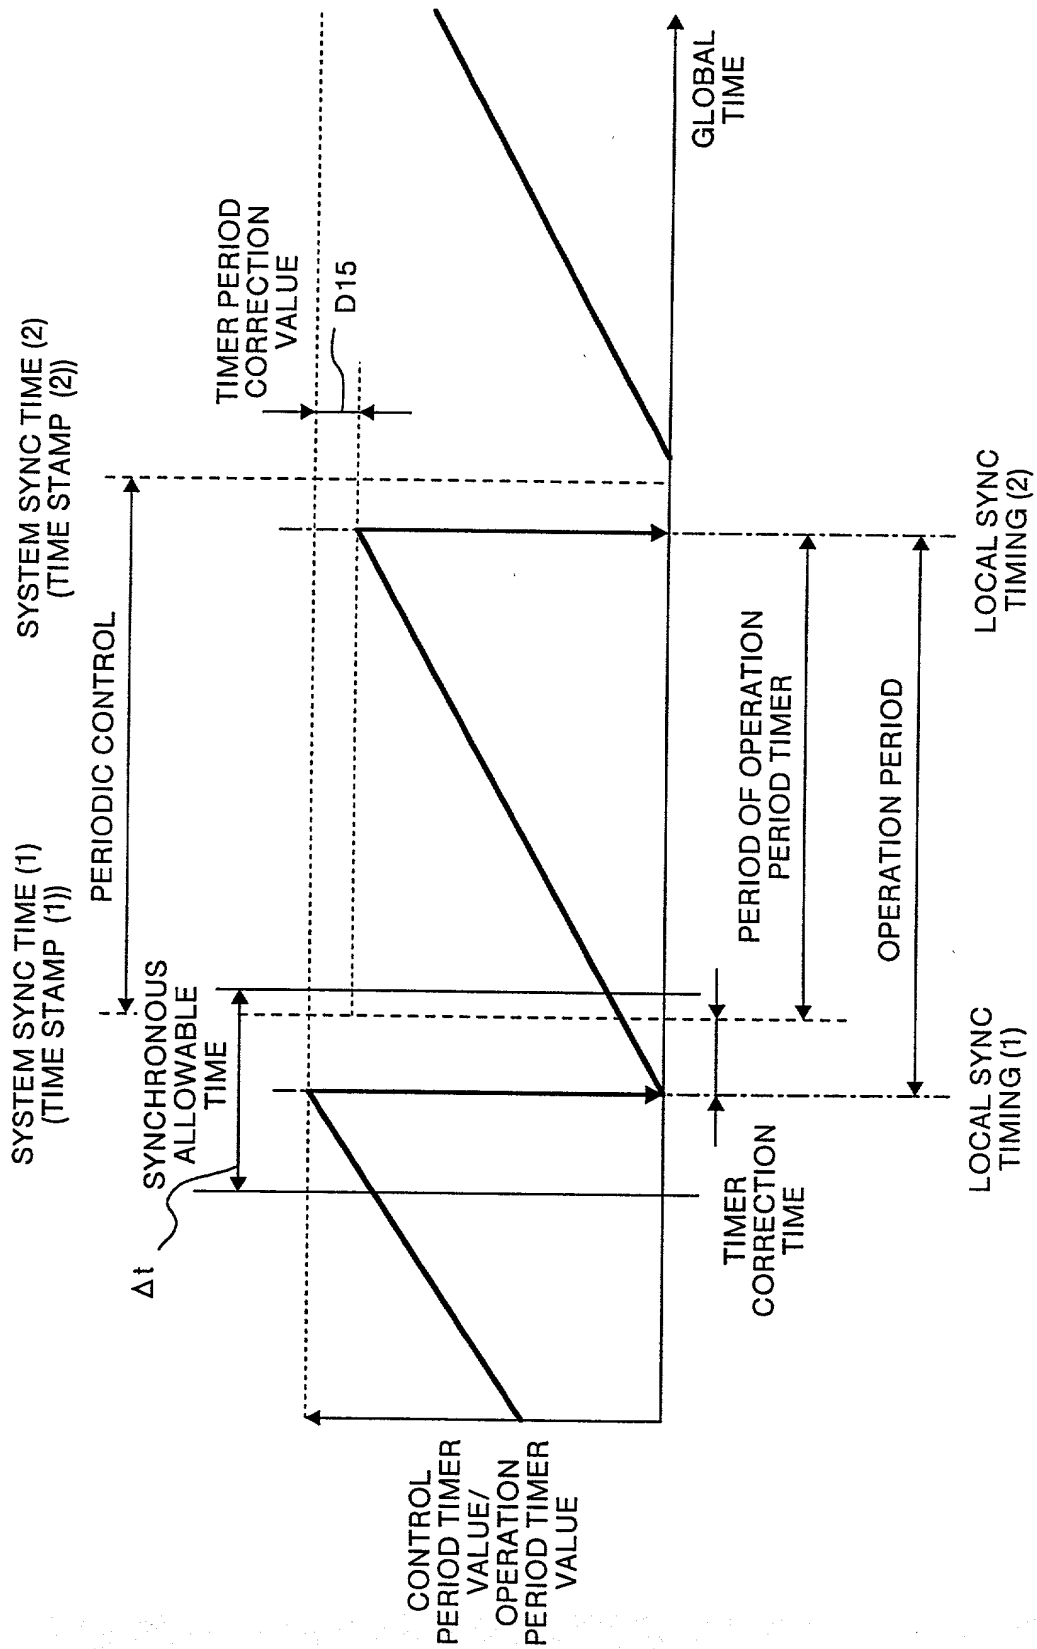 SYSTEM SYNC TIME (1)
(TIME STAMP (1))
SYSTEM SYNC TIME (2)
(TIME STAMP (2))
PERIODIC CONTROL
SYNCHRONOUS
ALLOWABLE
TIME
Δt
TIMER PERIOD
CORRECTION
VALUE
D15
CONTROL
PERIOD TIMER
VALUE/
OPERATION
PERIOD TIMER
VALUE
GLOBAL
TIME
TIMER
CORRECTION
TIME
PERIOD OF OPERATION
PERIOD TIMER
OPERATION PERIOD
LOCAL SYNC
TIMING (1)
LOCAL SYNC
TIMING (2)